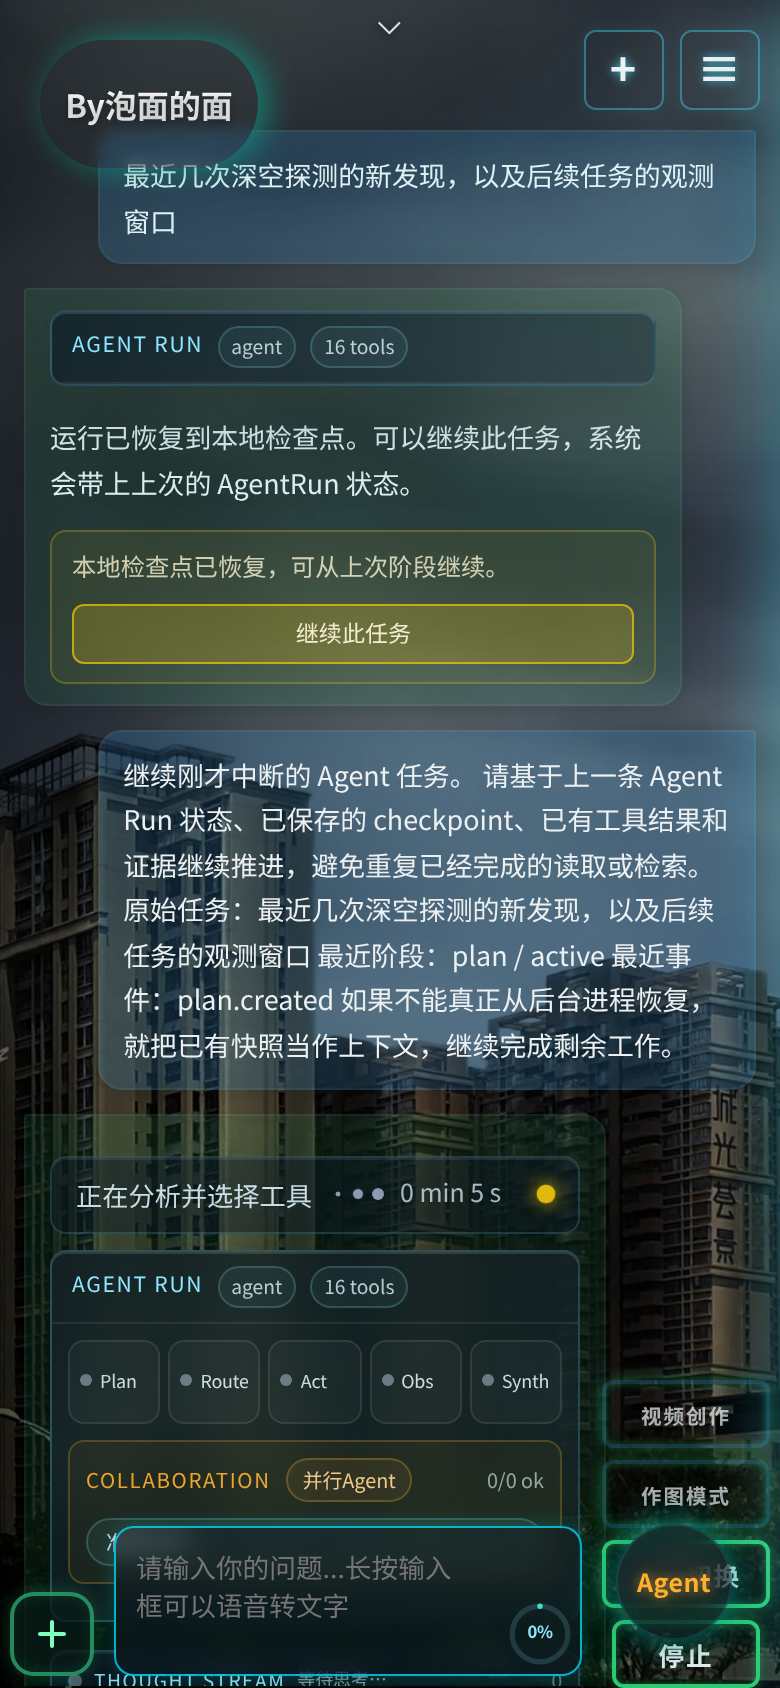 By泡面的面
最近几次深空探测的新发现，以及后续任务的观测
窗口
AGENT RUN agent 16 tools
运行已恢复到本地检查点。可以继续此任务，系统
会带上上次的 AgentRun 状态。
本地检查点已恢复，可从上次阶段继续。
继续此任务
继续刚才中断的 Agent 任务。 请基于上一条 Agent
Run 状态、已保存的 checkpoint、已有工具结果和
证据继续推进，避免重复已经完成的读取或检索。
原始任务：最近几次深空探测的新发现，以及后续
任务的观测窗口 最近阶段：plan / active 最近事
件：plan.created 如果不能真正从后台进程恢复，
就把已有快照当作上下文，继续完成剩余工作。
正在分析并选择工具 0 min 5 s
AGENT RUN agent 16 tools
Plan Route Act Obs Synth
COLLABORATION 并行Agent 0/0 ok
请输入你的问题...长按输入
框可以语音转文字
0%
THOUGHT STREAM 等待思考... 0
视频创作
作图模式
Agent 换
停止
光
荟
景